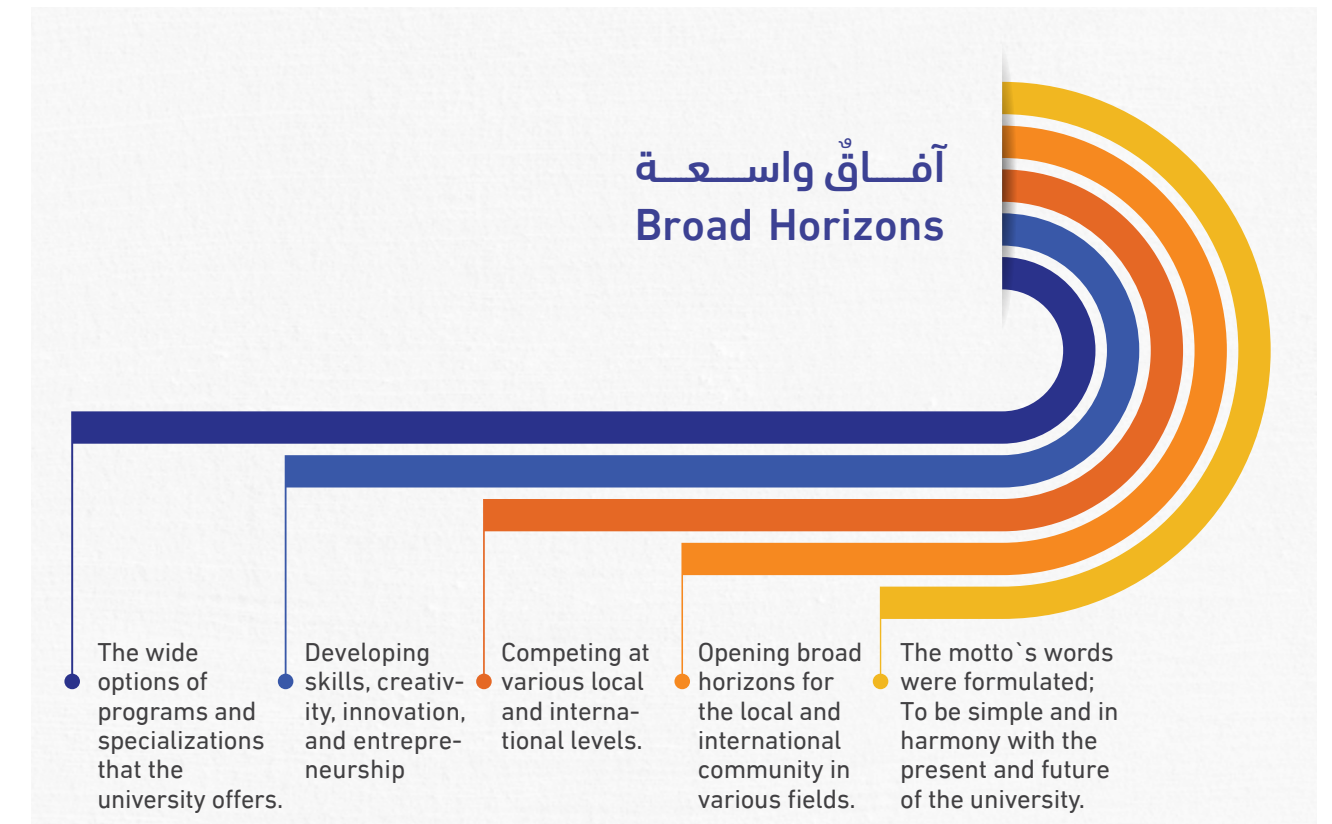 آفاقٌ واسعة
Broad Horizons
The wide
options of
programs and
specializations
that the
university offers.
Developing
skills, creativ-
ity, innovation,
and entrepre-
neurship
Competing at
various local
and interna-
tional levels.
Opening broad
horizons for
the local and
international
community in
various fields.
The motto`s words
were formulated;
To be simple and in
harmony with the
present and future
of the university.